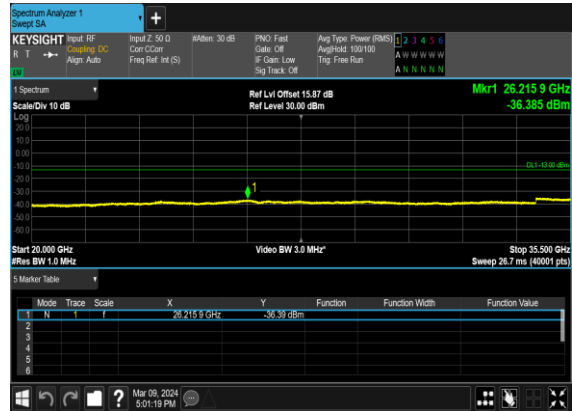 Spectrum Analyzer 1
Swept SA
+
KEYSIGHT Input: RF Input Z: 50 Ω #Atten: 30 dB PNO: Fast Avg Type: Power (RMS) 1 2 3 4 5 6
R T Coupling: DC Corr CCorr Gate: Off Avg|Hold: 100/100 A W W W W W
Align: Auto Freq Ref: Int (S) IF Gain: Low Trig: Free Run
Sig Track: Off A N N N N N
1 Spectrum
Ref Lvl Offset 15.87 dB Mkr1 26.215 9 GHz
Scale/Div 10 dB Ref Level 30.00 dBm -36.385 dBm
Log
20.0
10.0
0.00
-10.0
DL1 -13.00 dBm
-20.0
1
-30.0
-40.0
-50.0
-60.0
Start 20.000 GHz Video BW 3.0 MHz* Stop 35.500 GHz
#Res BW 1.0 MHz Sweep 26.7 ms (40001 pts)
5 Marker Table
Mode Trace Scale X Y Function Function Width Function Value
1 N 1 f 26.215 9 GHz -36.39 dBm
2
3
4
5
6
? Mar 09, 2024
5:01:19 PM